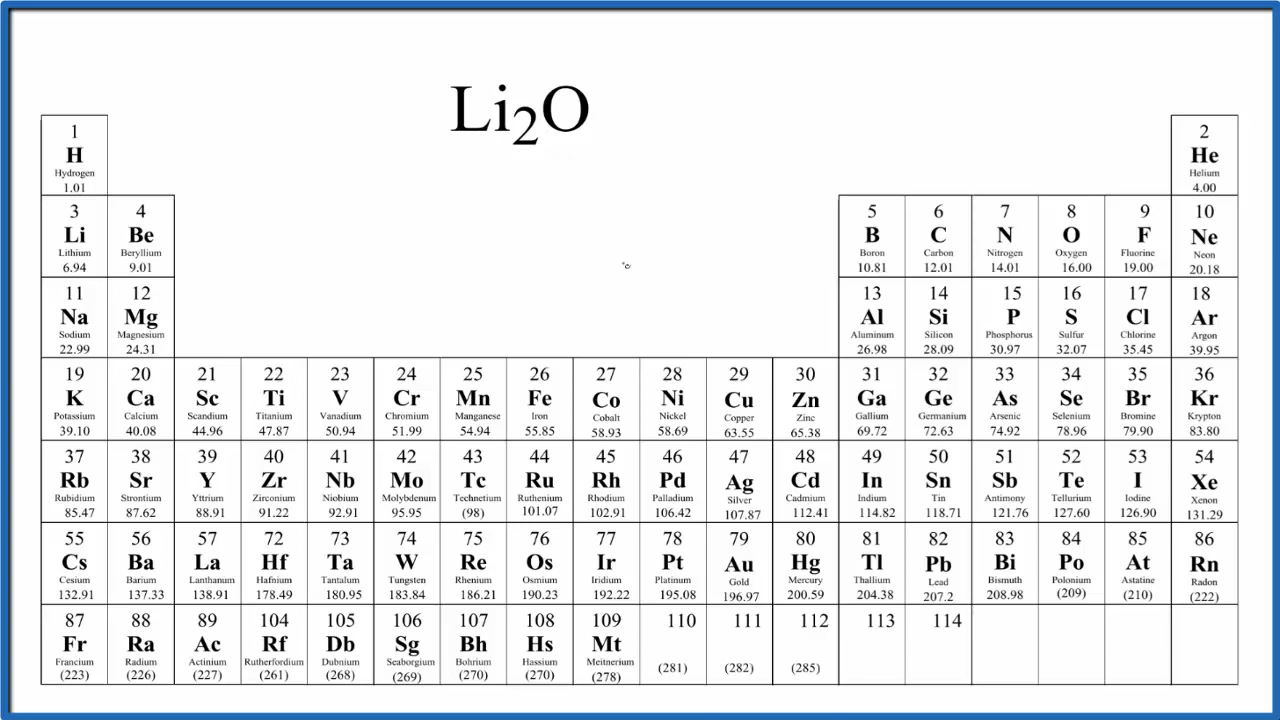 Li2O
1 2
H He
Hydrogen Helium
1.01 4.00
3 4 5 6 7 8 9 10
Li Be B C N O F Ne
Lithium Beryllium Boron Carbon Nitrogen Oxygen Fluorine Neon
6.94 9.01 10.81 12.01 14.01 16.00 19.00 20.18
11 12 13 14 15 16 17 18
Na Mg Al Si P S Cl Ar
Sodium Magnesium Aluminum Silicon Phosphorus Sulfur Chlorine Argon
22.99 24.31 26.98 28.09 30.97 32.07 35.45 39.95
19 20 21 22 23 24 25 26 27 28 29 30 31 32 33 34 35 36
K Ca Sc Ti V Cr Mn Fe Co Ni Cu Zn Ga Ge As Se Br Kr
Potassium Calcium Scandium Titanium Vanadium Chromium Manganese Iron Cobalt Nickel Copper Zinc Gallium Germanium Arsenic Selenium Bromine Krypton
39.10 40.08 44.96 47.87 50.94 51.99 54.94 55.85 58.93 58.69 63.55 65.38 69.72 72.63 74.92 78.96 79.90 83.80
37 38 39 40 41 42 43 44 45 46 47 48 49 50 51 52 53 54
Rb Sr Y Zr Nb Mo Tc Ru Rh Pd Ag Cd In Sn Sb Te I Xe
Rubidium Strontium Yttrium Zirconium Niobium Molybdenum Technetium Ruthenium Rhodium Palladium Silver Cadmium Indium Tin Antimony Tellurium Iodine Xenon
85.47 87.62 88.91 91.22 92.91 95.95 (98) 101.07 102.91 106.42 107.87 112.41 114.82 118.71 121.76 127.60 126.90 131.29
55 56 57 72 73 74 75 76 77 78 79 80 81 82 83 84 85 86
Cs Ba La Hf Ta W Re Os Ir Pt Au Hg Tl Pb Bi Po At Rn
Cesium Barium Lanthanum Hafnium Tantalum Tungsten Rhenium Osmium Iridium Platinum Gold Mercury Thallium Lead Bismuth Polonium Astatine Radon
132.91 137.33 138.91 178.49 180.95 183.84 186.21 190.23 192.22 195.08 196.97 200.59 204.38 207.2 208.98 (209) (210) (222)
87 88 89 104 105 106 107 108 109 110 111 112 113 114
Fr Ra Ac Rf Db Sg Bh Hs Mt
Francium Radium Actinium Rutherfordium Dubnium Seaborgium Bohrium Hassium Meitnerium
(223) (226) (227) (261) (268) (269) (270) (270) (278) (281) (282) (285)